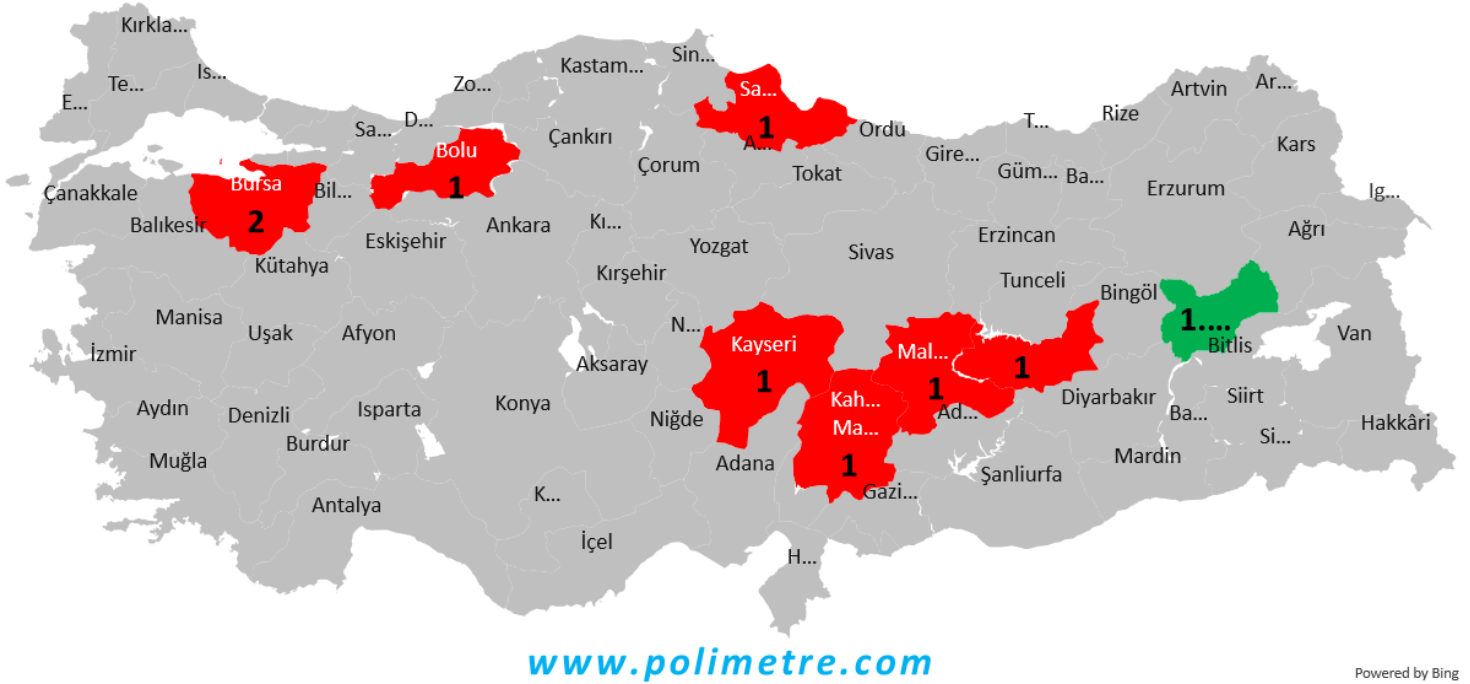 Kırkla...
Sin...
Is...
Kastam...
Te...
Zo...
Artvin
Ar...
E...
Sa...
Rize
D...
T...
Sa...
1
Ordu
Çankırı
A...
Kars
Bolu
Gire...
Çorum
Tokat
Güm...
Ba...
1
Erzurum
Bursa
Bil...
Çanakkale
Ig...
2
Balıkesir
Ankara
Kı...
Ağrı
Eskişehir
Yozgat
Erzincan
Sivas
Kütahya
Kırşehir
Tunceli
Bingöl
Manisa
1....
N...
Uşak
Afyon
Van
Kayseri
Bitlis
İzmir
Mal...
Aksaray
1
1
1
Kah...
Diyarbakır
Siirt
Konya
Aydın
Isparta
Denizli
Ad...
Ba...
Niğde
Hakkâri
Ma...
Burdur
Si...
Mardin
Muğla
Adana
1
Şanlıurfa
Gazi...
K...
Antalya
İçel
H...
www.polimetre.com
Powered by Bing